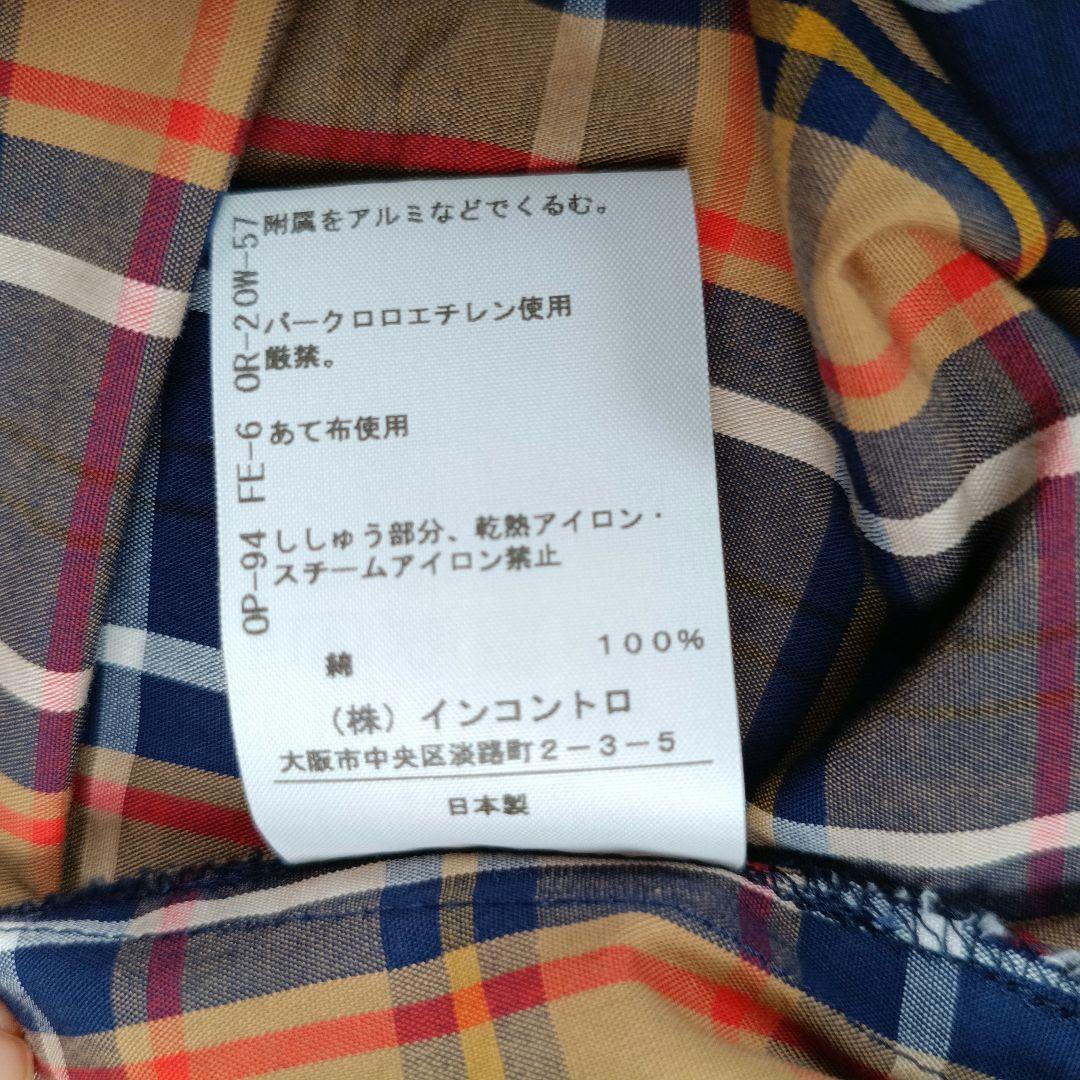 附属をアルミなどでくるむ。
パークロロエチレン使用
厳禁。
あて布使用
ししゅう部分、乾熱アイロン・
スチームアイロン禁止
綿 100%
(株)インコントロ
大阪市中央区淡路町2-3-5
日本製
OP-94 FE-6 OR-20W-57